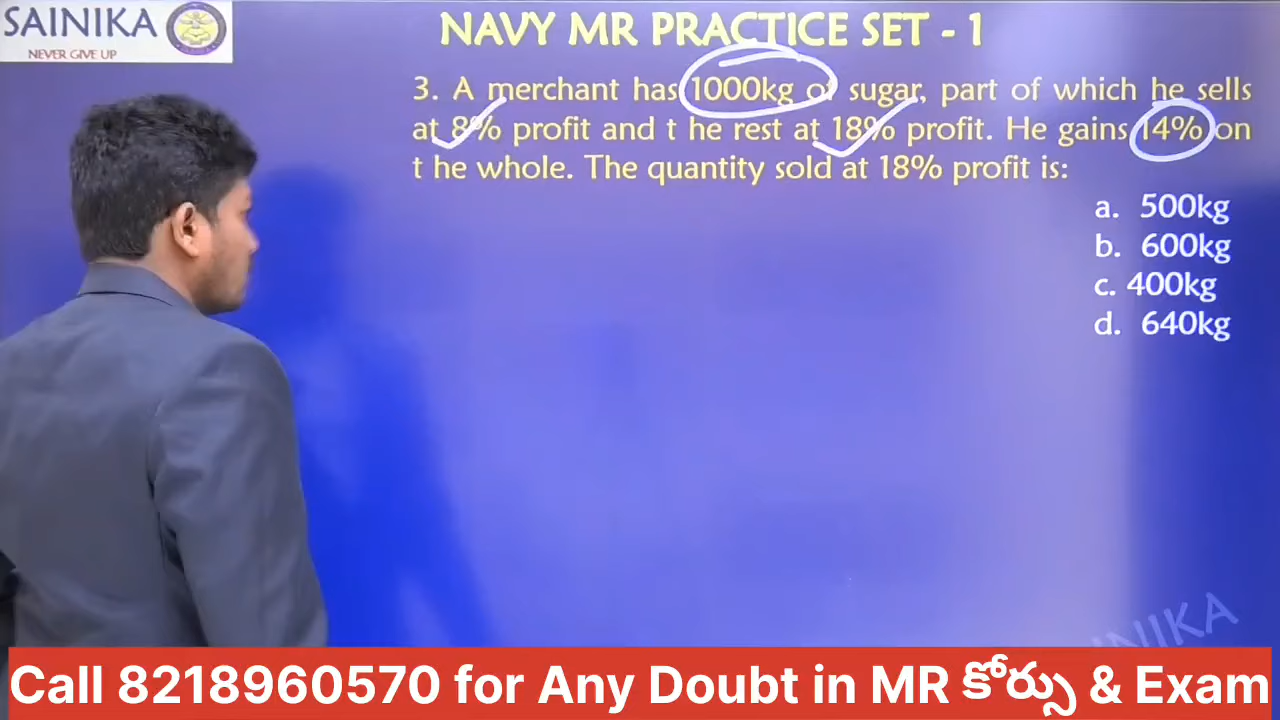 SAINIKA
NEVER GIVE UP
NAVY MR PRACTICE SET - 1
3. A merchant has 1000kg of sugar, part of which he sells
at 8% profit and t he rest at 18% profit. He gains 14% on
t he whole. The quantity sold at 18% profit is:
a. 500kg
b. 600kg
c. 400kg
d. 640kg
SAINIKA
Call 8218960570 for Any Doubt in MR కోర్సు & Exam